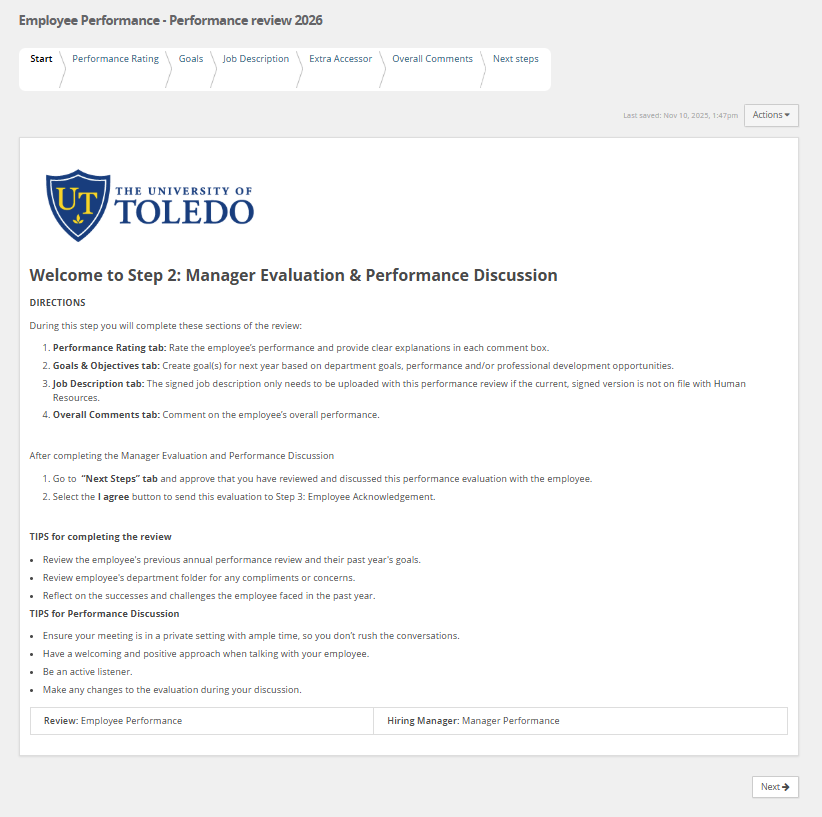 Employee Performance - Performance review 2026
Start
Performance Rating
Goals
Job Description
Extra Accessor
Overall Comments
Next steps
Last saved: Nov 10, 2025, 1:47pm
Actions
UT
THE UNIVERSITY OF
TOLEDO
Welcome to Step 2: Manager Evaluation & Performance Discussion
DIRECTIONS
During this step you will complete these sections of the review:
1. Performance Rating tab: Rate the employee's performance and provide clear explanations in each comment box.
2. Goals & Objectives tab: Create goal(s) for next year based on department goals, performance and/or professional development opportunities.
3. Job Description tab: The signed job description only needs to be uploaded with this performance review if the current, signed version is not on file with Human
Resources.
4. Overall Comments tab: Comment on the employee's overall performance.
After completing the Manager Evaluation and Performance Discussion
1. Go to "Next Steps" tab and approve that you have reviewed and discussed this performance evaluation with the employee.
2. Select the I agree button to send this evaluation to Step 3: Employee Acknowledgement.
TIPS for completing the review
• Review the employee's previous annual performance review and their past year's goals.
• Review employee's department folder for any compliments or concerns.
• Reflect on the successes and challenges the employee faced in the past year.
TIPS for Performance Discussion
• Ensure your meeting is in a private setting with ample time, so you don't rush the conversations.
• Have a welcoming and positive approach when talking with your employee.
• Be an active listener.
• Make any changes to the evaluation during your discussion.
Review: Employee Performance
Hiring Manager: Manager Performance
Next